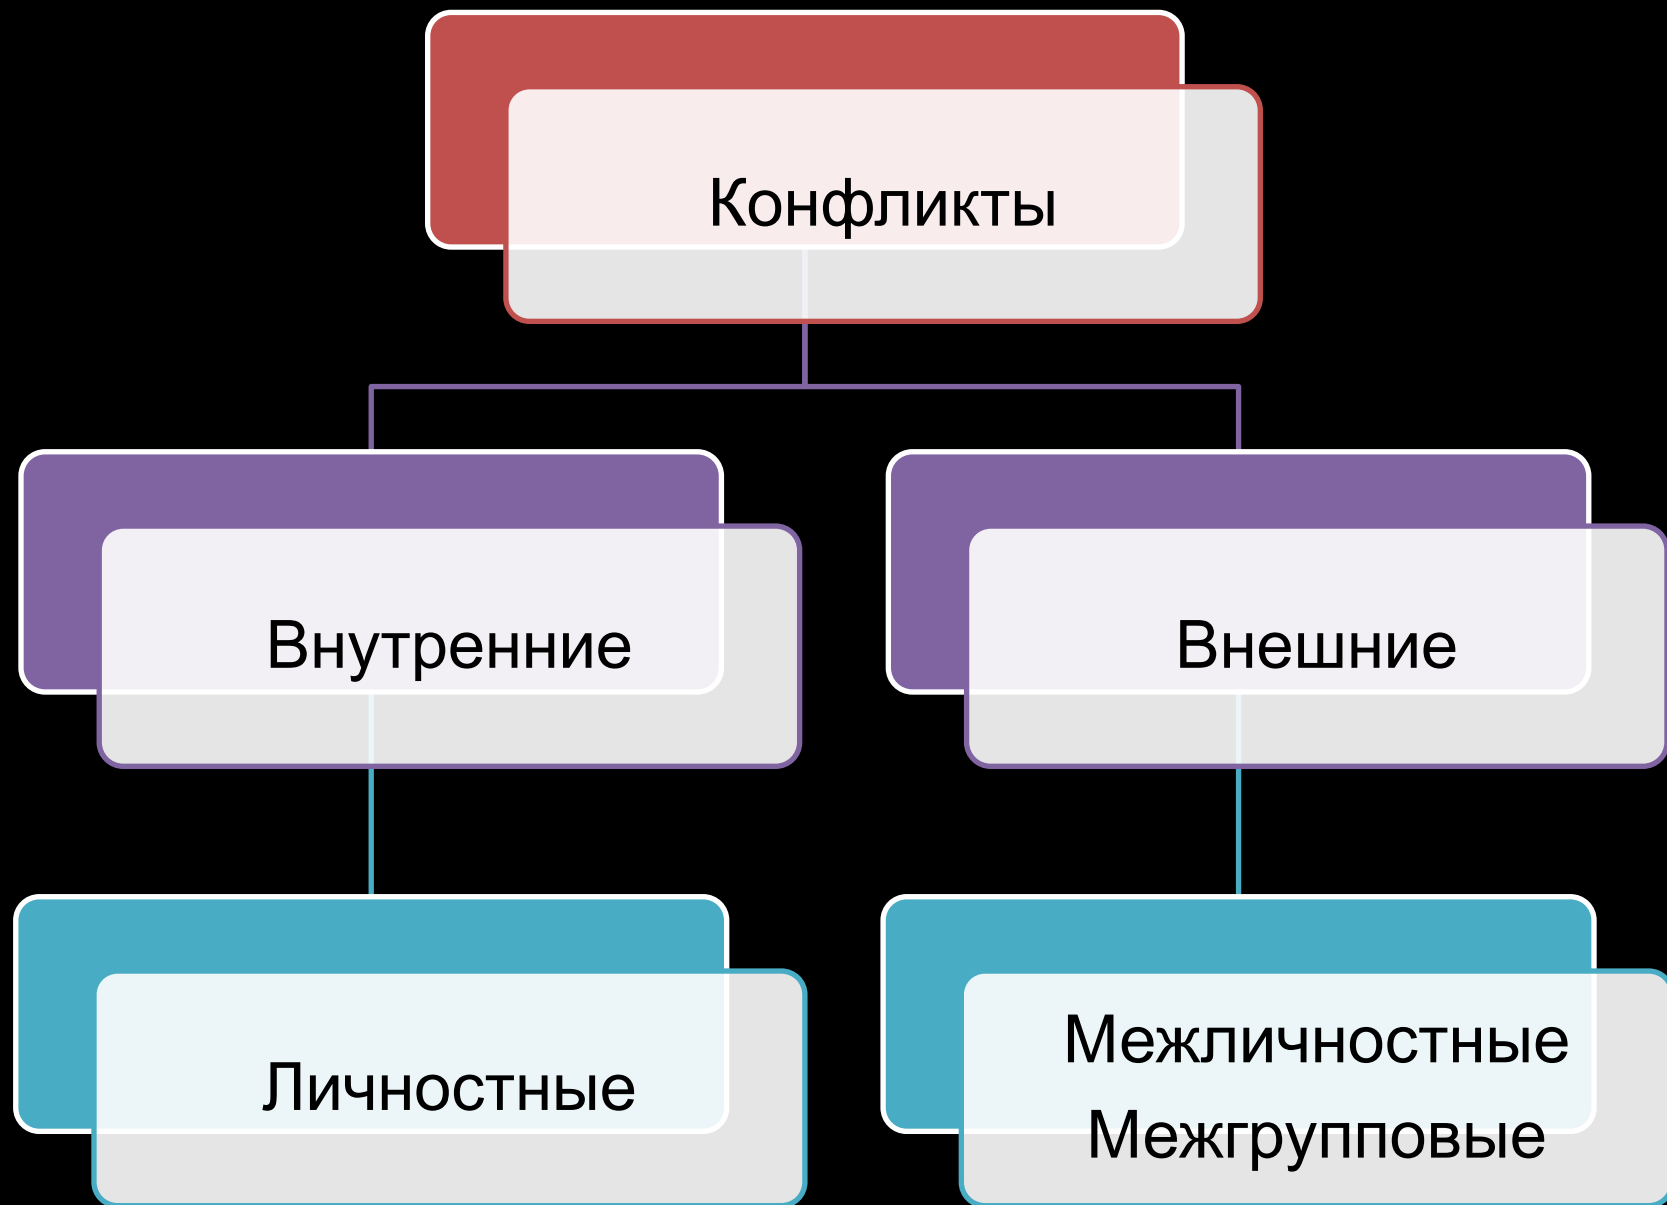 Конфликты
Внутренние
Внешние
Личностные
Межличностные
Межгрупповые